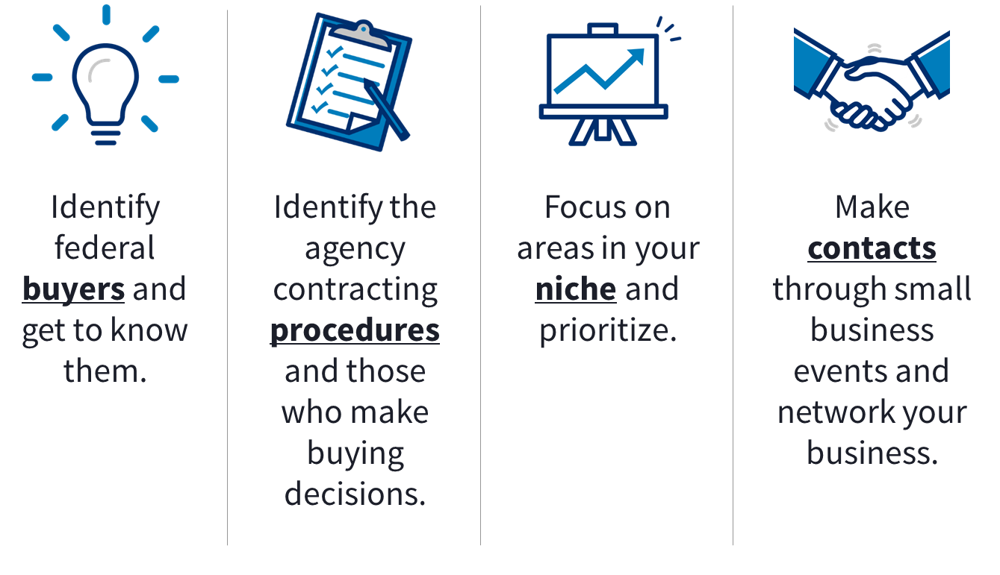 Identify
federal
buyers and
get to know
them.
Identify the
agency
contracting
procedures
and those
who make
buying
decisions.
Focus on
areas in your
niche and
prioritize.
Make
contacts
through small
business
events and
network your
business.